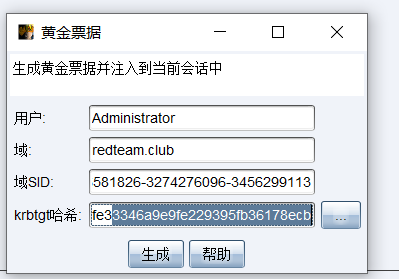 黄金票据
生成黄金票据并注入到当前会话中
用户: Administrator
域: redteam.club
域SID: 581826-3274276096-3456299113
krbtgt哈希: fe33346a9e9fe229395fb36178ecb ...
生成 帮助